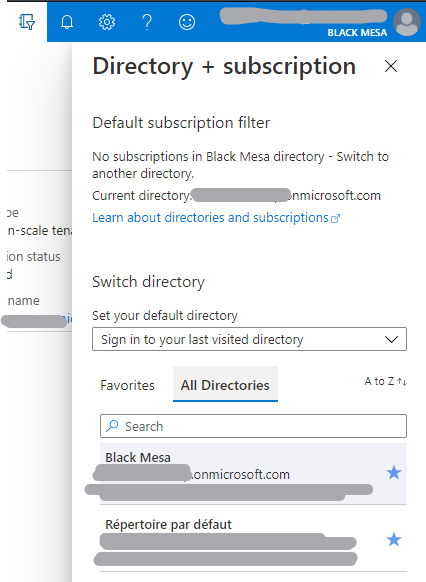 BLACK MESA
Directory + subscription
Default subscription filter
No subscriptions in Black Mesa directory - Switch to
another directory.
Current directory: onmicrosoft.com
Learn about directories and subscriptions
pe
n-scale tena
ion status
d
name
Switch directory
Set your default directory
Sign in to your last visited directory
Favorites
All Directories
A to Z
Search
Black Mesa
.onmicrosoft.com
Répertoire par défaut